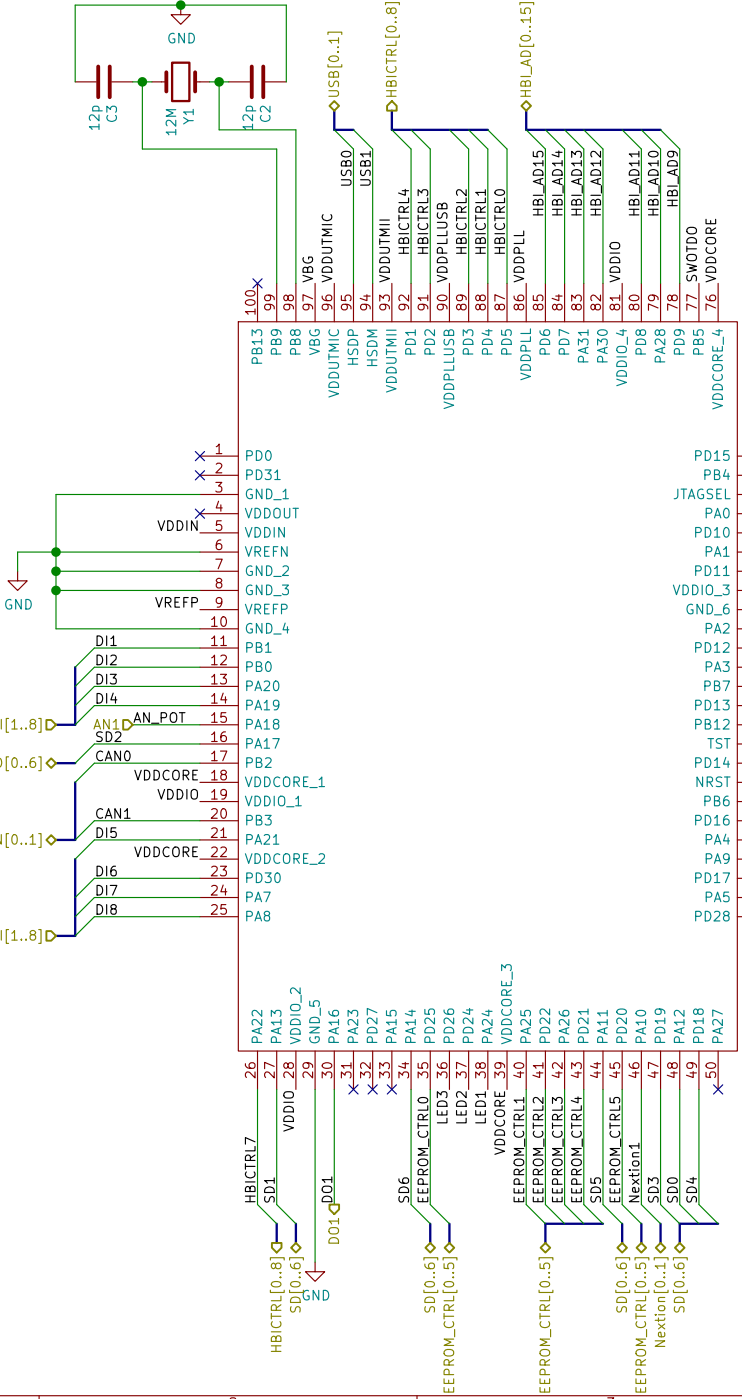 GND
12p
C3
12M
Y1
12p
C2
USB[0..1]
HBICTRL[0..8]
HBI_AD[0..15]
VBG
VDDUTMIC
USB0
USB1
VDDUTMII
HBICTRL4
HBICTRL3
VDDPLLUSB
HBICTRL2
HBICTRL1
HBICTRL0
VDDPLL
HBI_AD15
HBI_AD14
HBI_AD13
HBI_AD12
VDDIO
HBI_AD11
HBI_AD10
HBI_AD9
SWOTDO
VDDCORE
100 PB13
99 PB9
98 PB8
97 VBG
96 VDDUTMIC
95 HSDP
94 HSDM
93 VDDUTMII
92 PD1
91 PD2
90 VDDPLLUSB
89 PD3
88 PD4
87 PD5
86 VDDPLL
85 PD6
84 PD7
83 PA31
82 PA30
81 VDDIO_4
80 PD8
79 PA28
78 PD9
77 PB5
76 VDDCORE_4
1 PD0
2 PD31
3 GND_1
4 VDDOUT
VDDIN 5 VDDIN
6 VREFN
7 GND_2
8 GND_3
GND
VREFP 9 VREFP
10 GND_4
DI1 11 PB1
DI2 12 PB0
DI3 13 PA20
DI4 14 PA19
I[1..8]
AN1 AN_POT 15 PA18
SD2 16 PA17
[0..6]
CAN0 17 PB2
VDDCORE 18 VDDCORE_1
VDDIO 19 VDDIO_1
CAN1 20 PB3
N[0..1]
DI5 21 PA21
VDDCORE 22 VDDCORE_2
DI6 23 PD30
DI7 24 PA7
DI8 25 PA8
I[1..8]
PD15
PB4
JTAGSEL
PA0
PD10
PA1
PD11
VDDIO_3
GND_6
PA2
PD12
PA3
PB7
PD13
PB12
TST
PD14
NRST
PB6
PD16
PA4
PA9
PD17
PA5
PD28
PA22 26
PA13 27
VDDIO_2 28
GND_5 29
PA16 30
PA23 31
PD27 32
PA15 33
PA14 34
PD25 35
PD26 36
PD24 37
PA24 38
VDDCORE_3 39
PA25 40
PD22 41
PA26 42
PD21 43
PA11 44
PD20 45
PA10 46
PD19 47
PA12 48
PD18 49
PA27 50
HBICTRL7
SD1
VDDIO
DO1
SD6
EEPROM_CTRL0
LED3
LED2
LED1
VDDCORE
EEPROM_CTRL1
EEPROM_CTRL2
EEPROM_CTRL3
EEPROM_CTRL4
SD5
EEPROM_CTRL5
Nextion1
SD3
SD0
SD4
HBICTRL[0..8]
SD[0..6]
GND
DO1
SD[0..6]
EEPROM_CTRL[0..5]
EEPROM_CTRL[0..5]
SD[0..6]
EEPROM_CTRL[0..5]
Nextion[0..1]
SD[0..6]